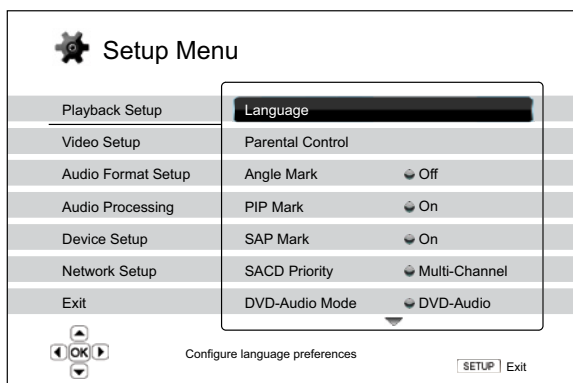 Setup Menu
Playback Setup
Language
Video Setup
Parental Control
Audio Format Setup
Angle Mark Off
Audio Processing
PIP Mark On
Device Setup
SAP Mark On
Network Setup
SACD Priority Multi-Channel
Exit
DVD-Audio Mode DVD-Audio
OK
Configure language preferences
SETUP Exit